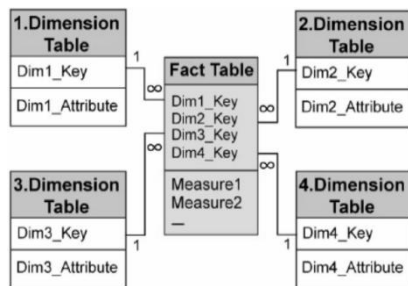 1.Dimension
Table
Dim1_Key
Dim1_Attribute
1
∞
Fact Table
Dim1_Key
Dim2_Key
Dim3_Key
Dim4_Key
Measure1
Measure2
2.Dimension
Table
Dim2_Key
Dim2_Attribute
1
∞
3.Dimension
Table
Dim3_Key
Dim3_Attribute
1
∞
4.Dimension
Table
Dim4_Key
Dim4_Attribute
1
∞